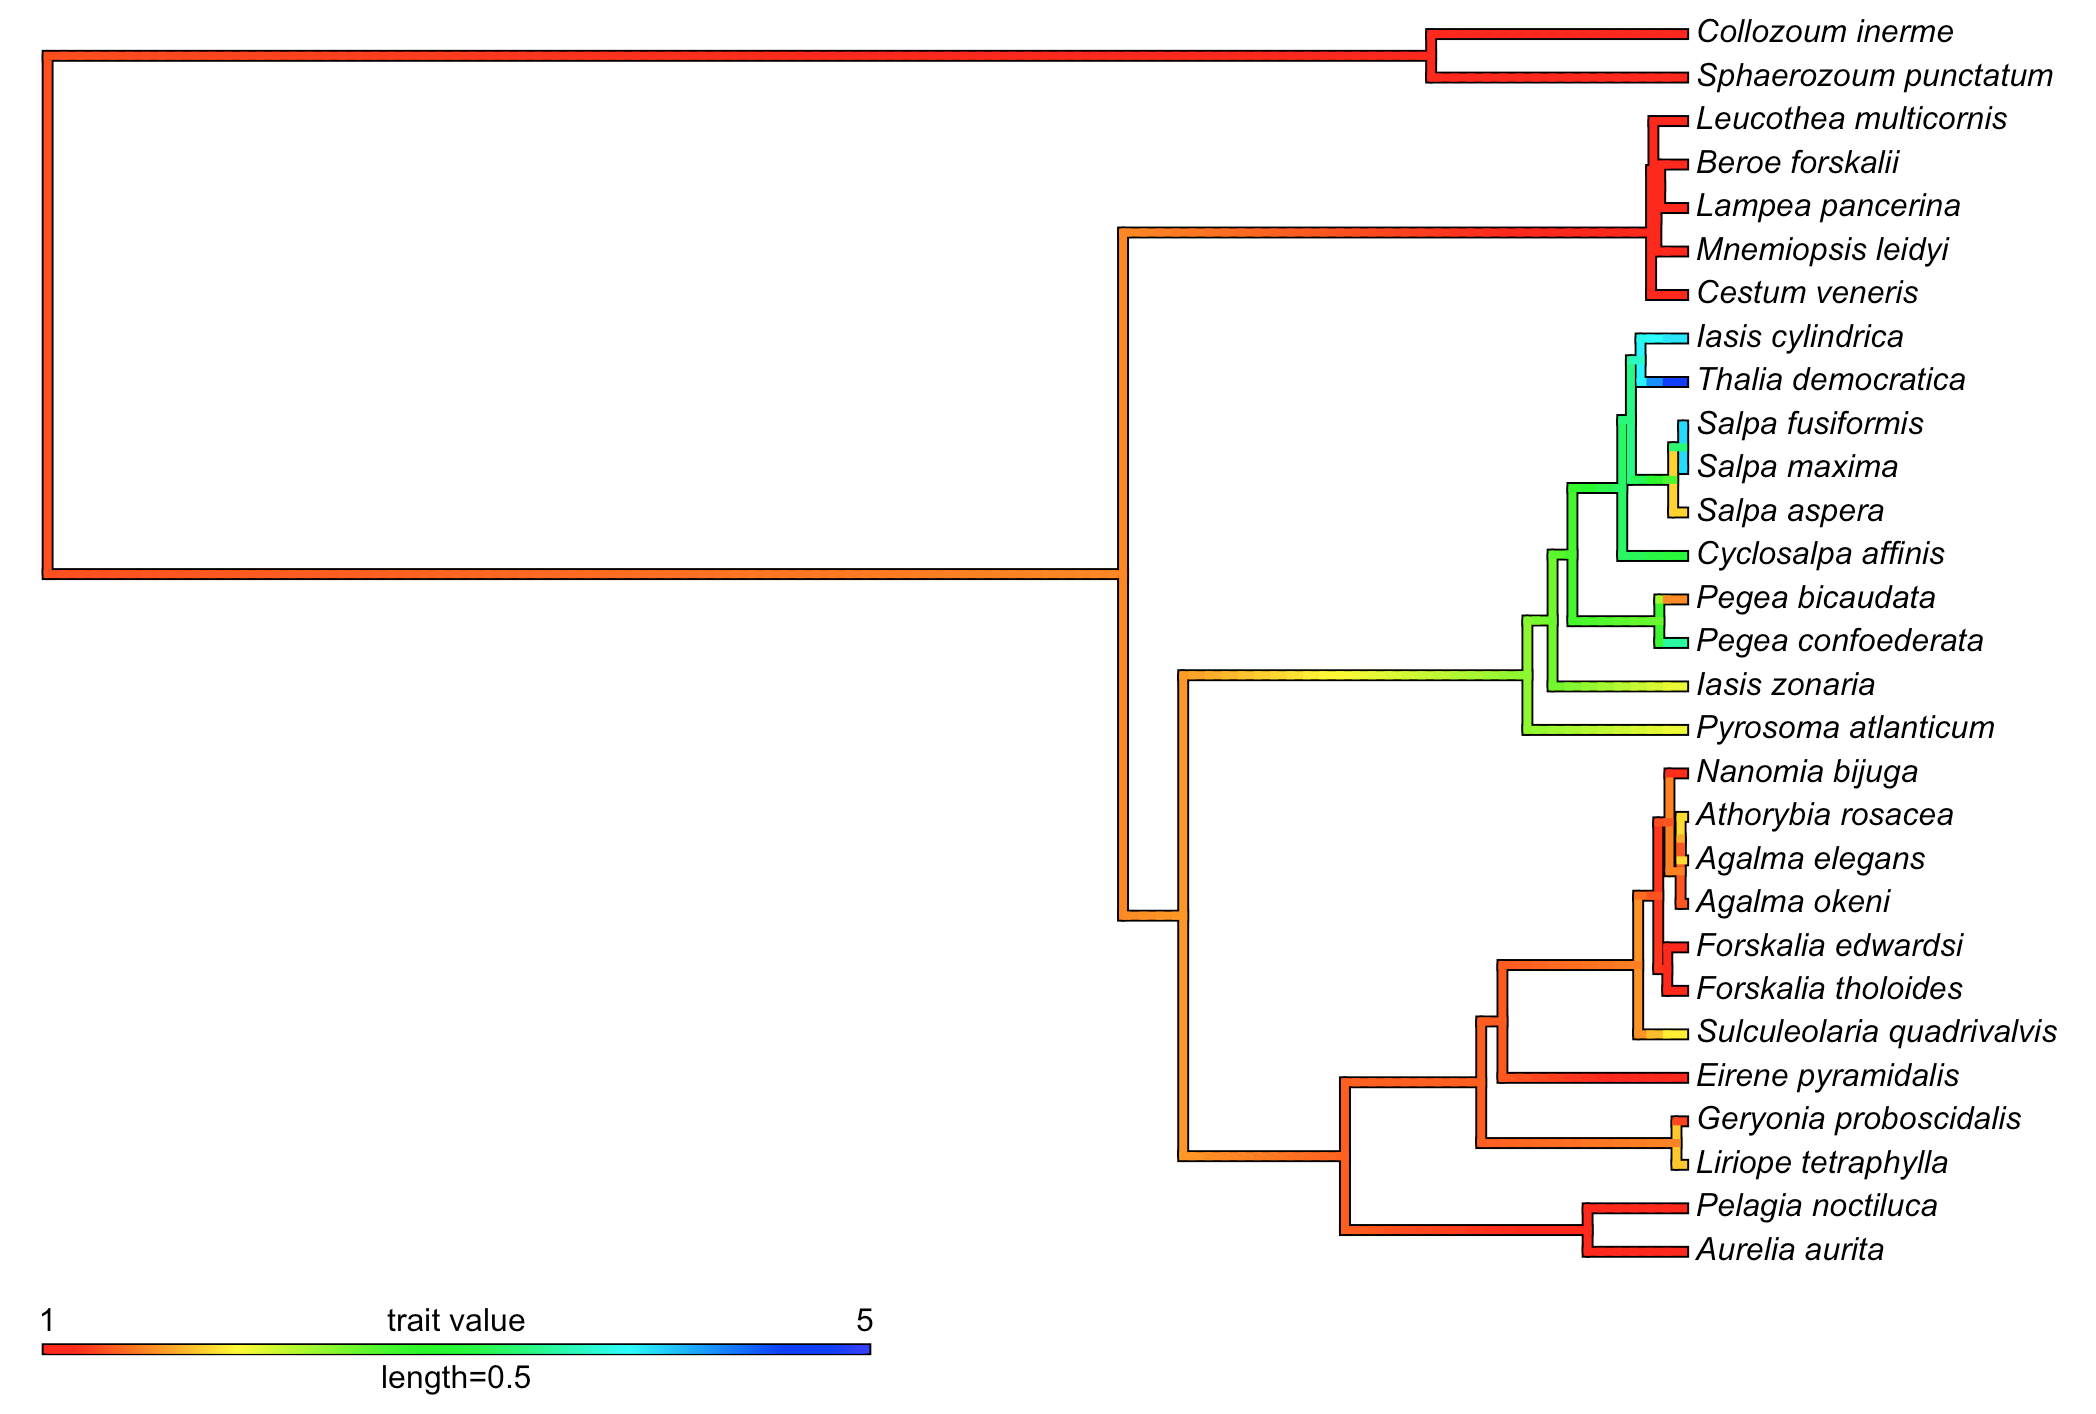 Collozoum inerme
Sphaerozoum punctatum
Leucothea multicornis
Beroe forskalii
Lampea pancerina
Mnemiopsis leidyi
Cestum veneris
Iasis cylindrica
Thalia democratica
Salpa fusiformis
Salpa maxima
Salpa aspera
Cyclosalpa affinis
Pegea bicaudata
Pegea confoederata
Iasis zonaria
Pyrosoma atlanticum
Nanomia bijuga
Athorybia rosacea
Agalma elegans
Agalma okeni
Forskalia edwardsi
Forskalia tholoides
Sulculeolaria quadrivalvis
Eirene pyramidalis
Geryonia proboscidalis
Liriope tetraphylla
Pelagia noctiluca
Aurelia aurita
1 trait value 5
length=0.5